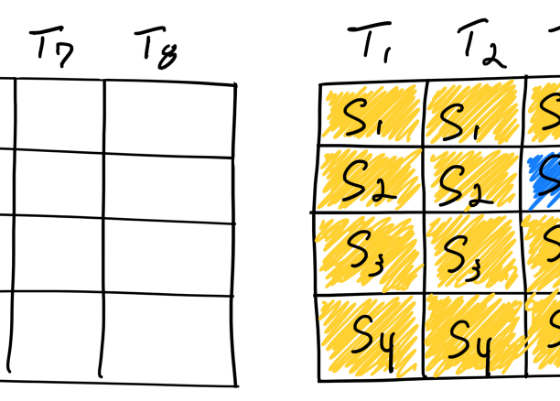 T7 T8 T1 T2
S1 S1 S
S2 S2 S
S3 S3 S
S4 S4 S